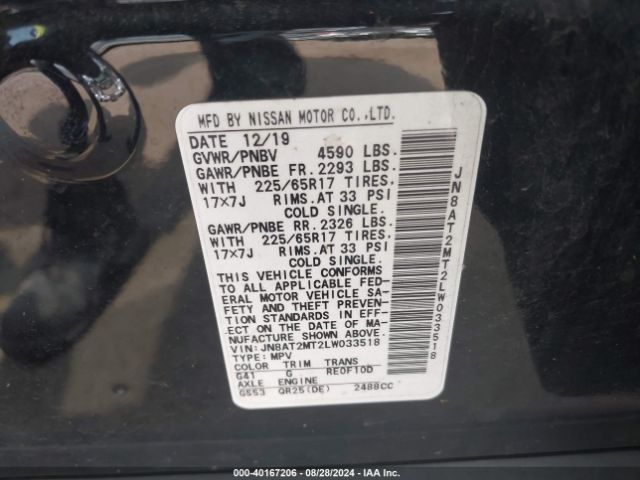 MFD BY NISSAN MOTOR CO.,LTD.
DATE 12/19
GVWR/PNBV 4590 LBS.
GAWR/PNBE FR. 2293 LBS.
WITH 225/65R17 TIRES.
17×7J RIMS. AT 33 PSI
COLD SINGLE.
GAWR/PNBE RR. 2326 LBS.
WITH 225/65R17 TIRES.
17×7J RIMS. AT 33 PSI
COLD SINGLE.
THIS VEHICLE CONFORMS
TO ALL APPLICABLE FED-
ERAL MOTOR VEHICLE SA-
FETY AND THEFT PREVEN-
TION STANDARDS IN EFF-
ECT ON THE DATE OF MA-
NUFACTURE SHOWN ABOVE.
VIN: JN8AT2MT2LW033518
TYPE: MPV
COLOR TRIM TRANS
G41 G RE0F10D
AXLE ENGINE
GS53 QR25(DE) 2488CC
JN8AT2MT2LW033518
00-40167206 - 08/28/2024 - IAA Inc.